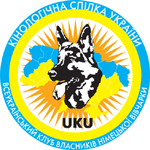 КІНОЛОГІЧНА СПІЛКА УКРАЇНИ
UKU
ВСЕУКРАЇНСЬКИЙ КЛУБ ВЛАСНИКІВ НІМЕЦЬКОЇ ВІВЧАРКИ